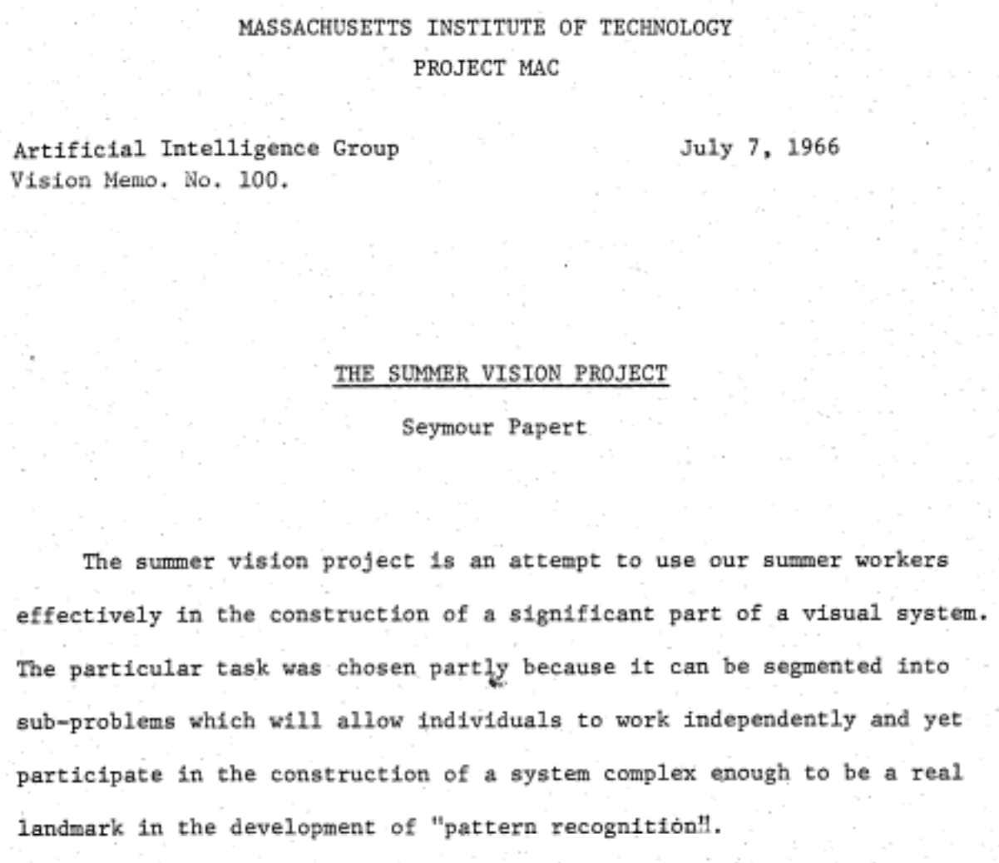 MASSACHUSETTS INSTITUTE OF TECHNOLOGY
PROJECT MAC
Artificial Intelligence Group July 7, 1966
Vision Memo. No. 100.
THE SUMMER VISION PROJECT
Seymour Papert
The summer vision project is an attempt to use our summer workers
effectively in the construction of a significant part of a visual system.
The particular task was chosen partly because it can be segmented into
sub-problems which will allow individuals to work independently and yet
participate in the construction of a system complex enough to be a real
landmark in the development of "pattern recognition".